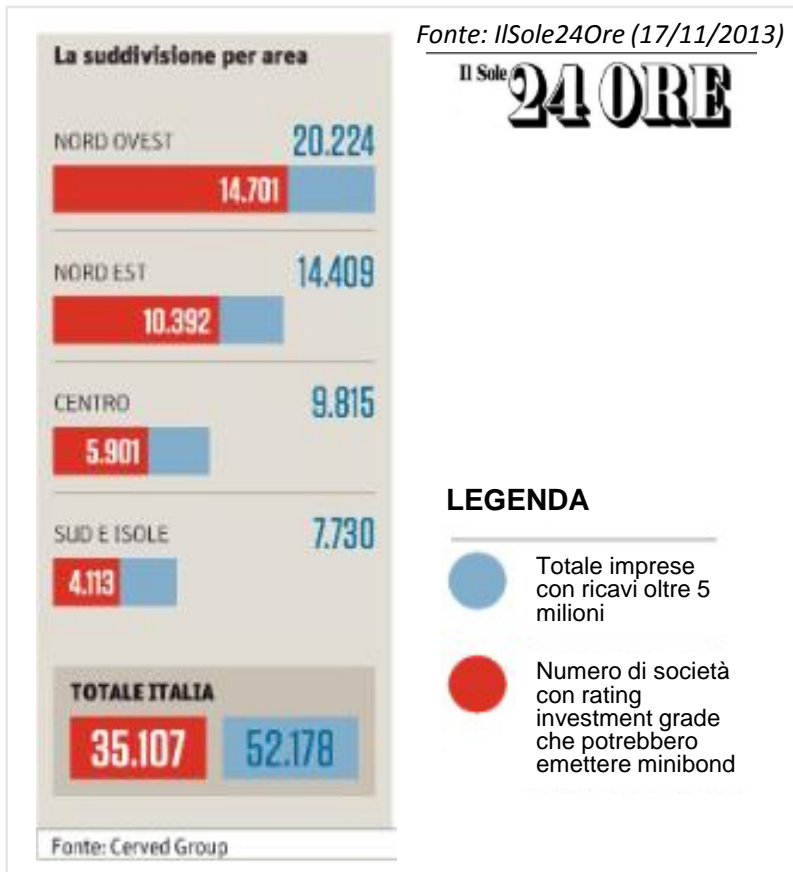 Fonte: IlSole24Ore (17/11/2013)
Il Sole
24 ORE
La suddivisione per area
NORD OVEST
20.224
14.701
NORD EST
14.409
10.392
CENTRO
9.815
5.901
SUD E ISOLE
7.730
4.113
TOTALE ITALIA
35.107
52.178
Fonte: Cerved Group
LEGENDA
Totale imprese
con ricavi oltre 5
milioni
Numero di società
con rating
investment grade
che potrebbero
emettere minibond